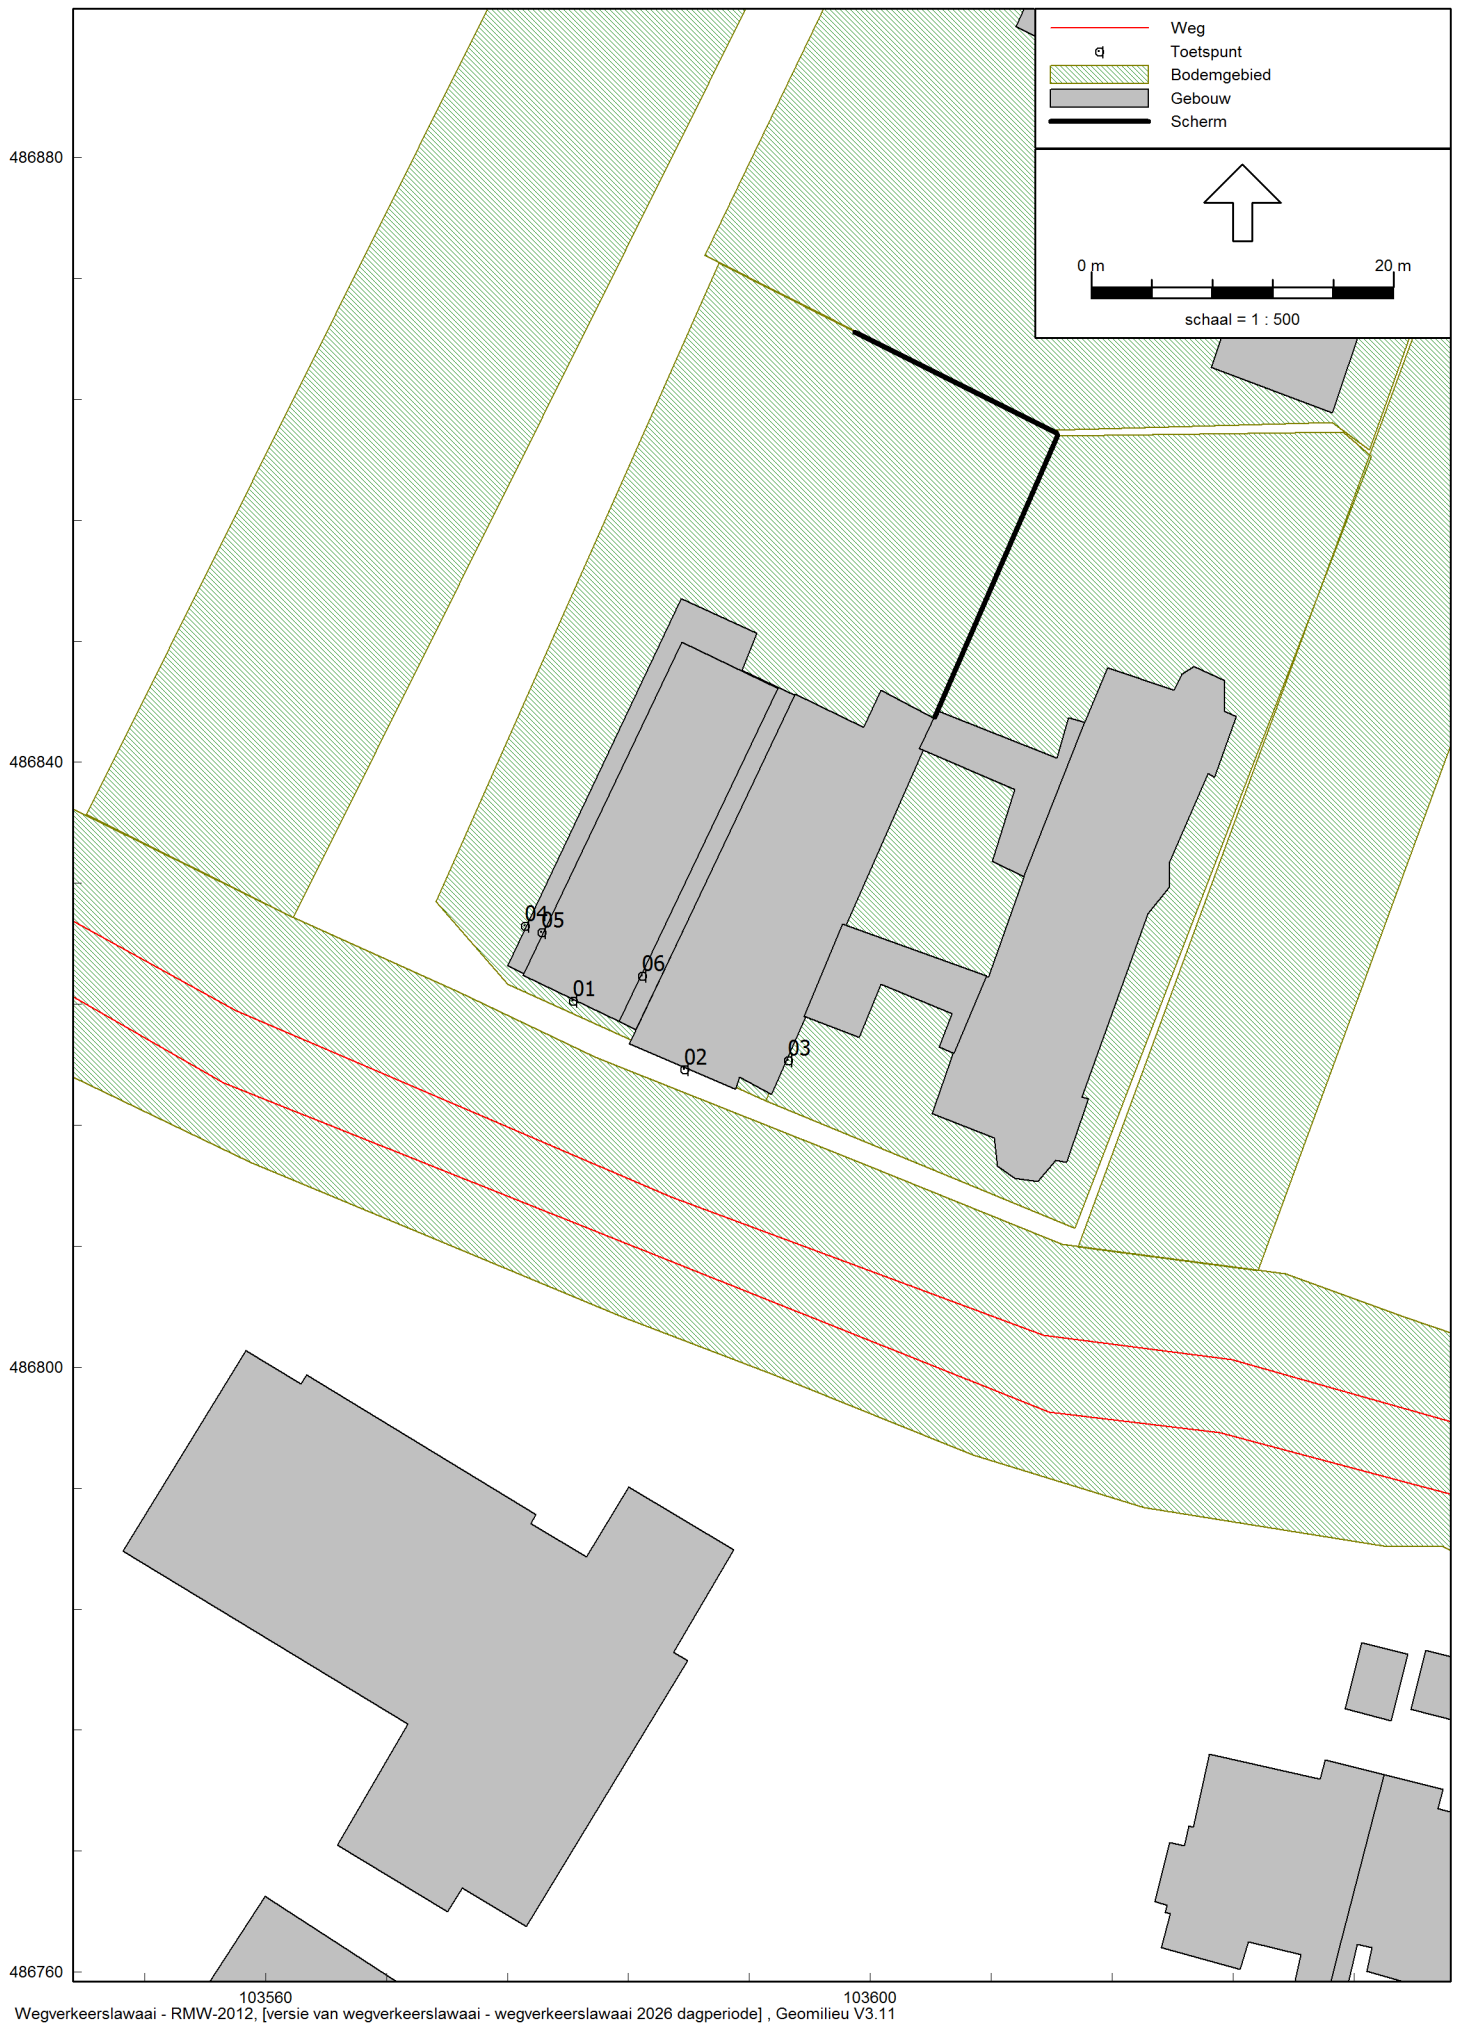 Weg
Toetspunt
Bodemgebied
Gebouw
Scherm
486880
0 m 20 m
schaal = 1 : 500
486840
04
05
06
01
02
03
486800
486760
103560 103600
Wegverkeerslawaai - RMW-2012, [versie van wegverkeerslawaai - wegverkeerslawaai 2026 dagperiode] , Geomilieu V3.11